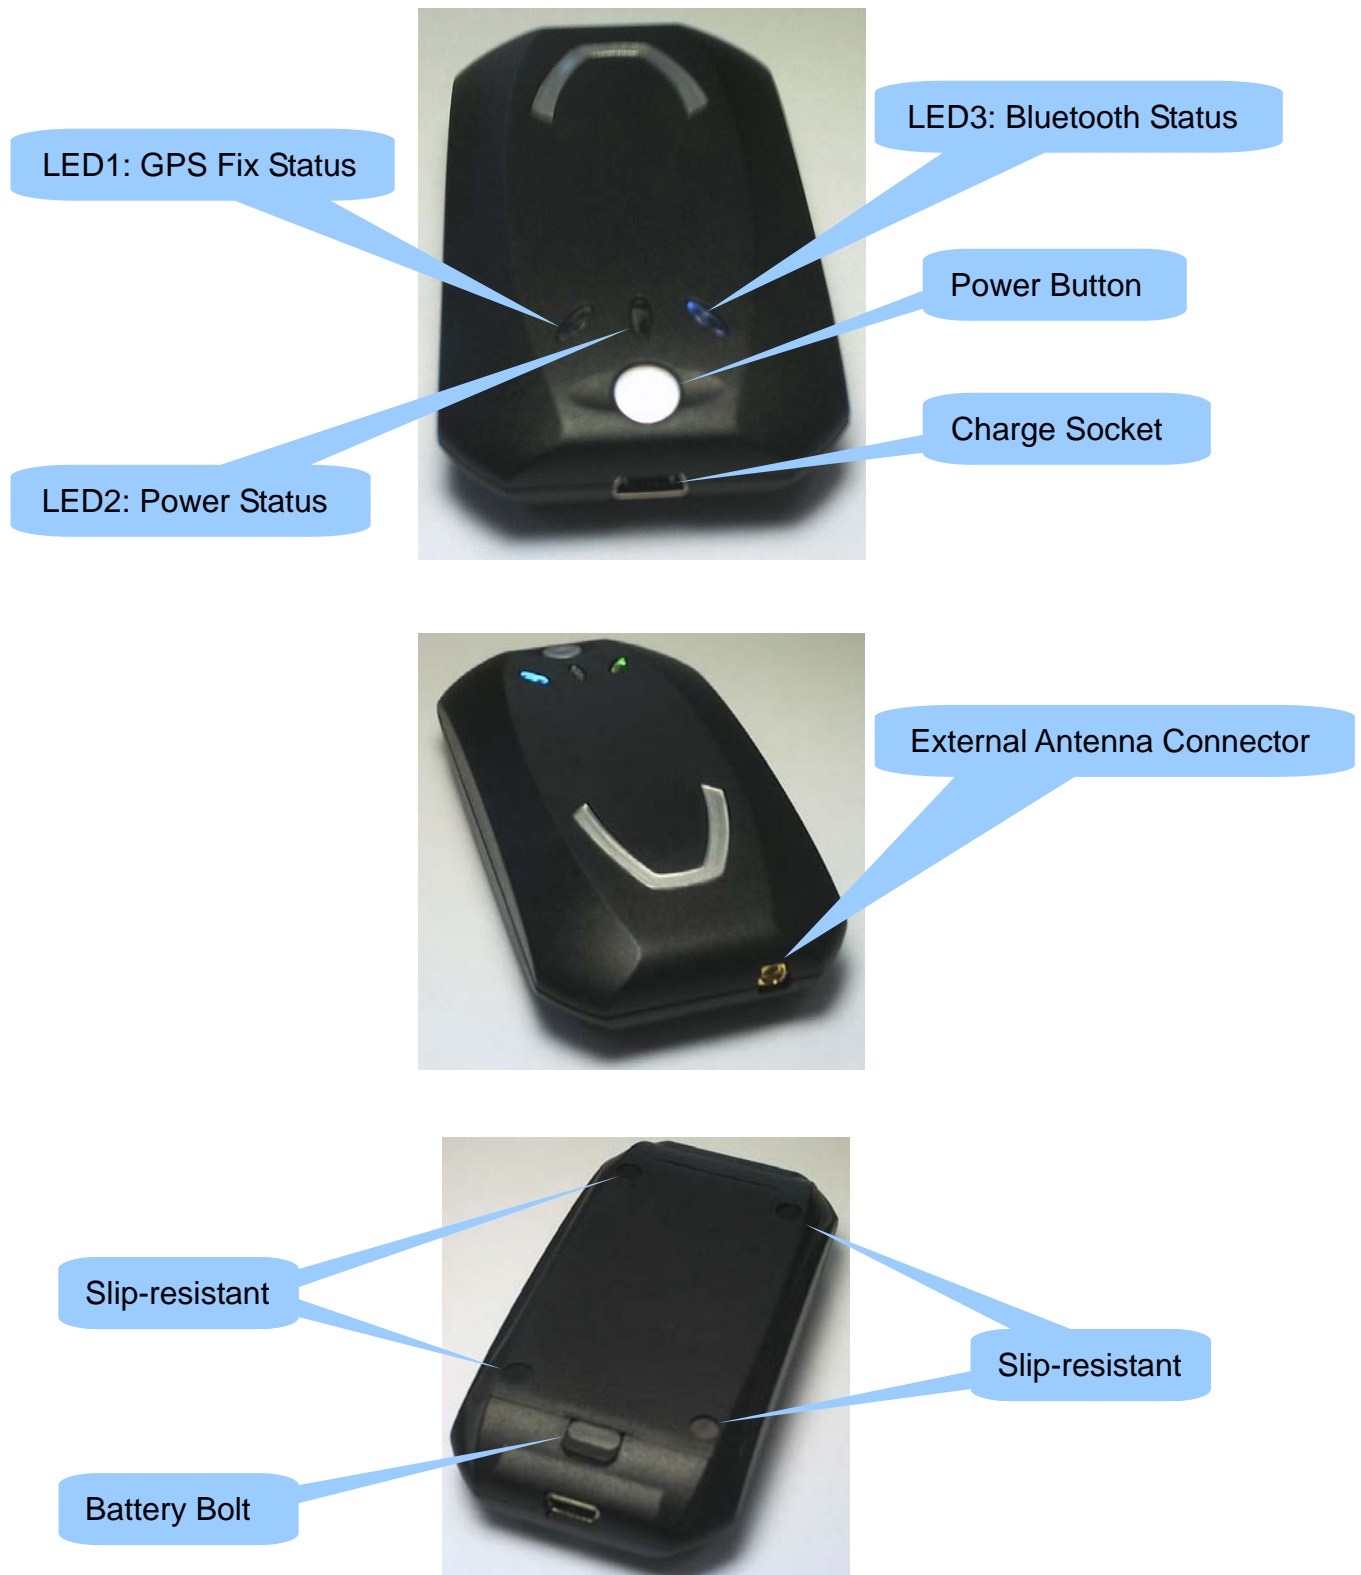 LED3: Bluetooth Status
LED1: GPS Fix Status
Power Button
Charge Socket
LED2: Power Status
External Antenna Connector
Slip-resistant
Slip-resistant
Battery Bolt